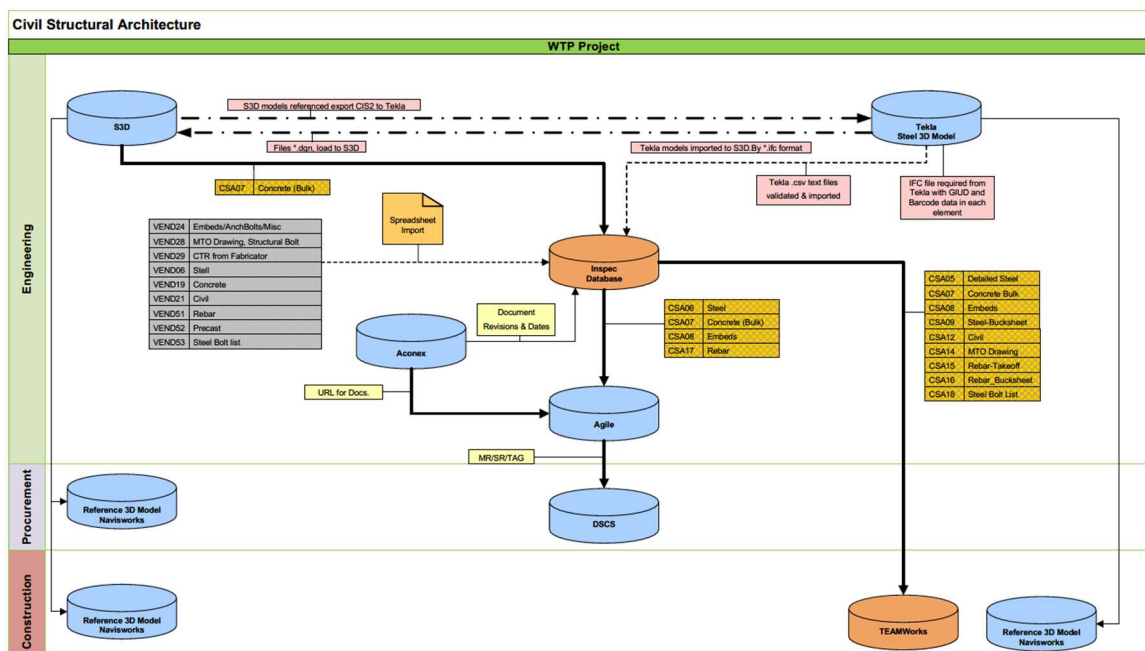 Civil Structural Architecture
WTP Project
Engineering
S3D
S3D models referenced export CIS2 to Tekla
Files *.dgn, load to S3D
Tekla
Steel 3D Model
Tekla models imported to S3D.By *.ifc format
Tekla .csv text files
validated & imported
IFC file required from
Tekla with GIUD and
Barcode data in each
element
CSA07 Concrete (Bulk)
VEND24 Embeds/AnchBolts/Misc
VEND28 MTO Drawing, Structural Bolt
VEND29 CTR from Fabricator
VEND06 Stell
VEND19 Concrete
VEND21 Civil
VEND51 Rebar
VEND52 Precast
VEND53 Steel Bolt list
Spreadsheet
Import
Inspec
Database
Document
Revisions & Dates
Aconex
URL for Docs.
CSA06 Steel
CSA07 Concrete (Bulk)
CSA08 Embeds
CSA17 Rebar
CSA05 Detailed Steel
CSA07 Concrete Bulk
CSA08 Embeds
CSA09 Steel-Bucksheet
CSA12 Civil
CSA14 MTO Drawing
CSA15 Rebar-Takeoff
CSA16 Rebar_Bucksheet
CSA18 Steel Bolt List
Agile
MR/SR/TAG
Procurement
Reference 3D Model
Navisworks
DSCS
Construction
Reference 3D Model
Navisworks
TEAMWorks
Reference 3D Model
Navisworks